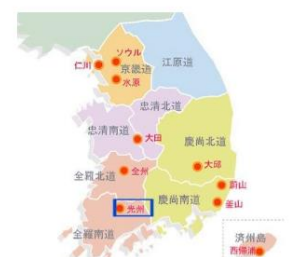 ソウル
仁川
京畿道
江原道
水原
忠清北道
忠清南道
大田
慶尚北道
全羅北道
全州
大邱
蔚山
光州
慶尚南道
釜山
全羅南道
済州島
西帰浦